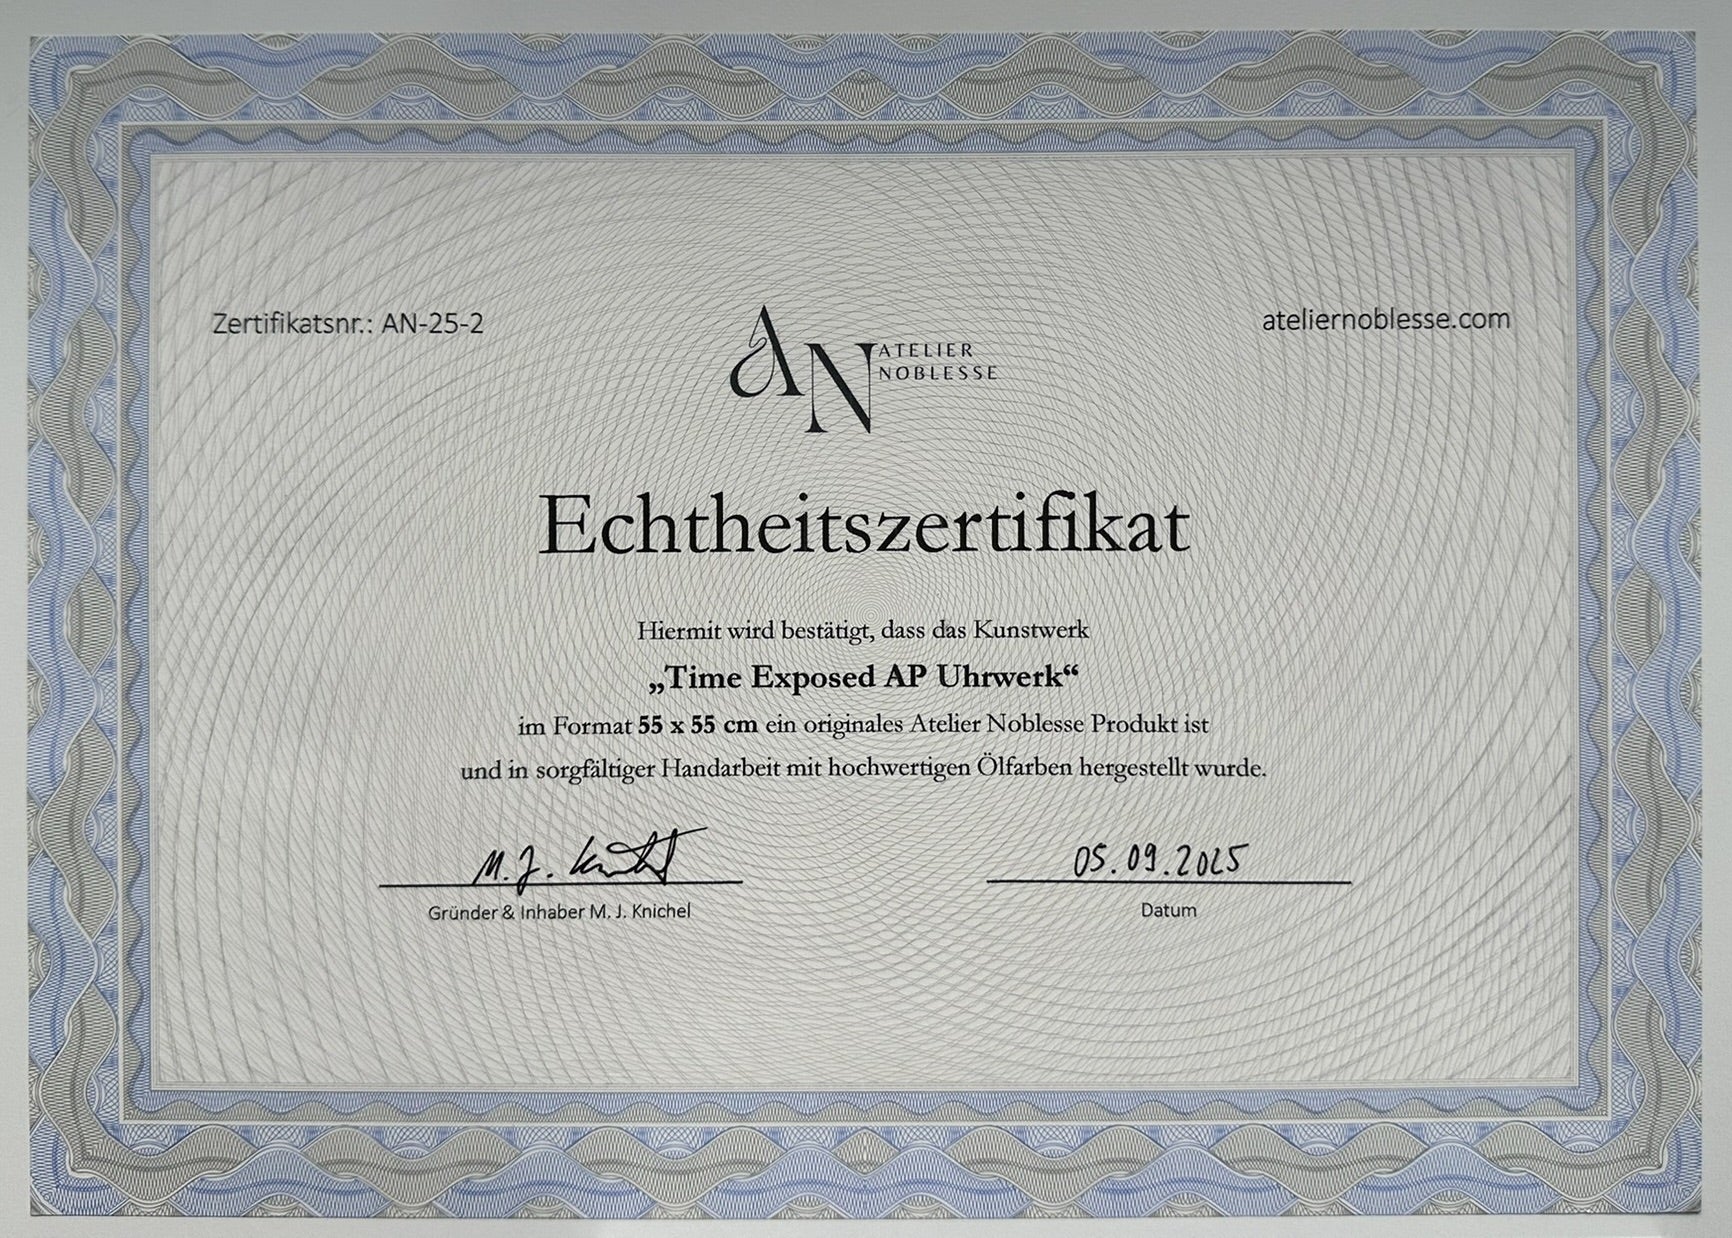 Zertifikatsnr.: AN-25-2
ateliernoblesse.com
AN ATELIER
NOBLESSE
Echtheitszertifikat
Hiermit wird bestätigt, dass das Kunstwerk
„Time Exposed AP Uhrwerk“
im Format 55 x 55 cm ein originales Atelier Noblesse Produkt ist
und in sorgfältiger Handarbeit mit hochwertigen Ölfarben hergestellt wurde.
M. J. Knichel
05.09.2025
Gründer & Inhaber M. J. Knichel
Datum